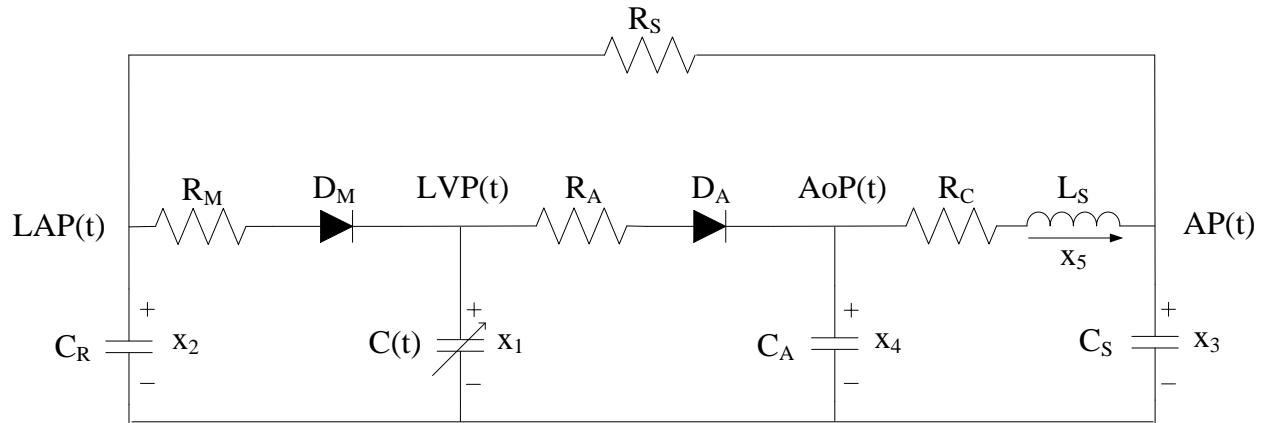 R_S
R_M
D_M
LVP(t)
R_A
D_A
AoP(t)
R_C
L_S
LAP(t)
AP(t)
x_5
+
+
+
+
C_R
x_2
C(t)
x_1
C_A
x_4
C_S
x_3
−
−
−
−